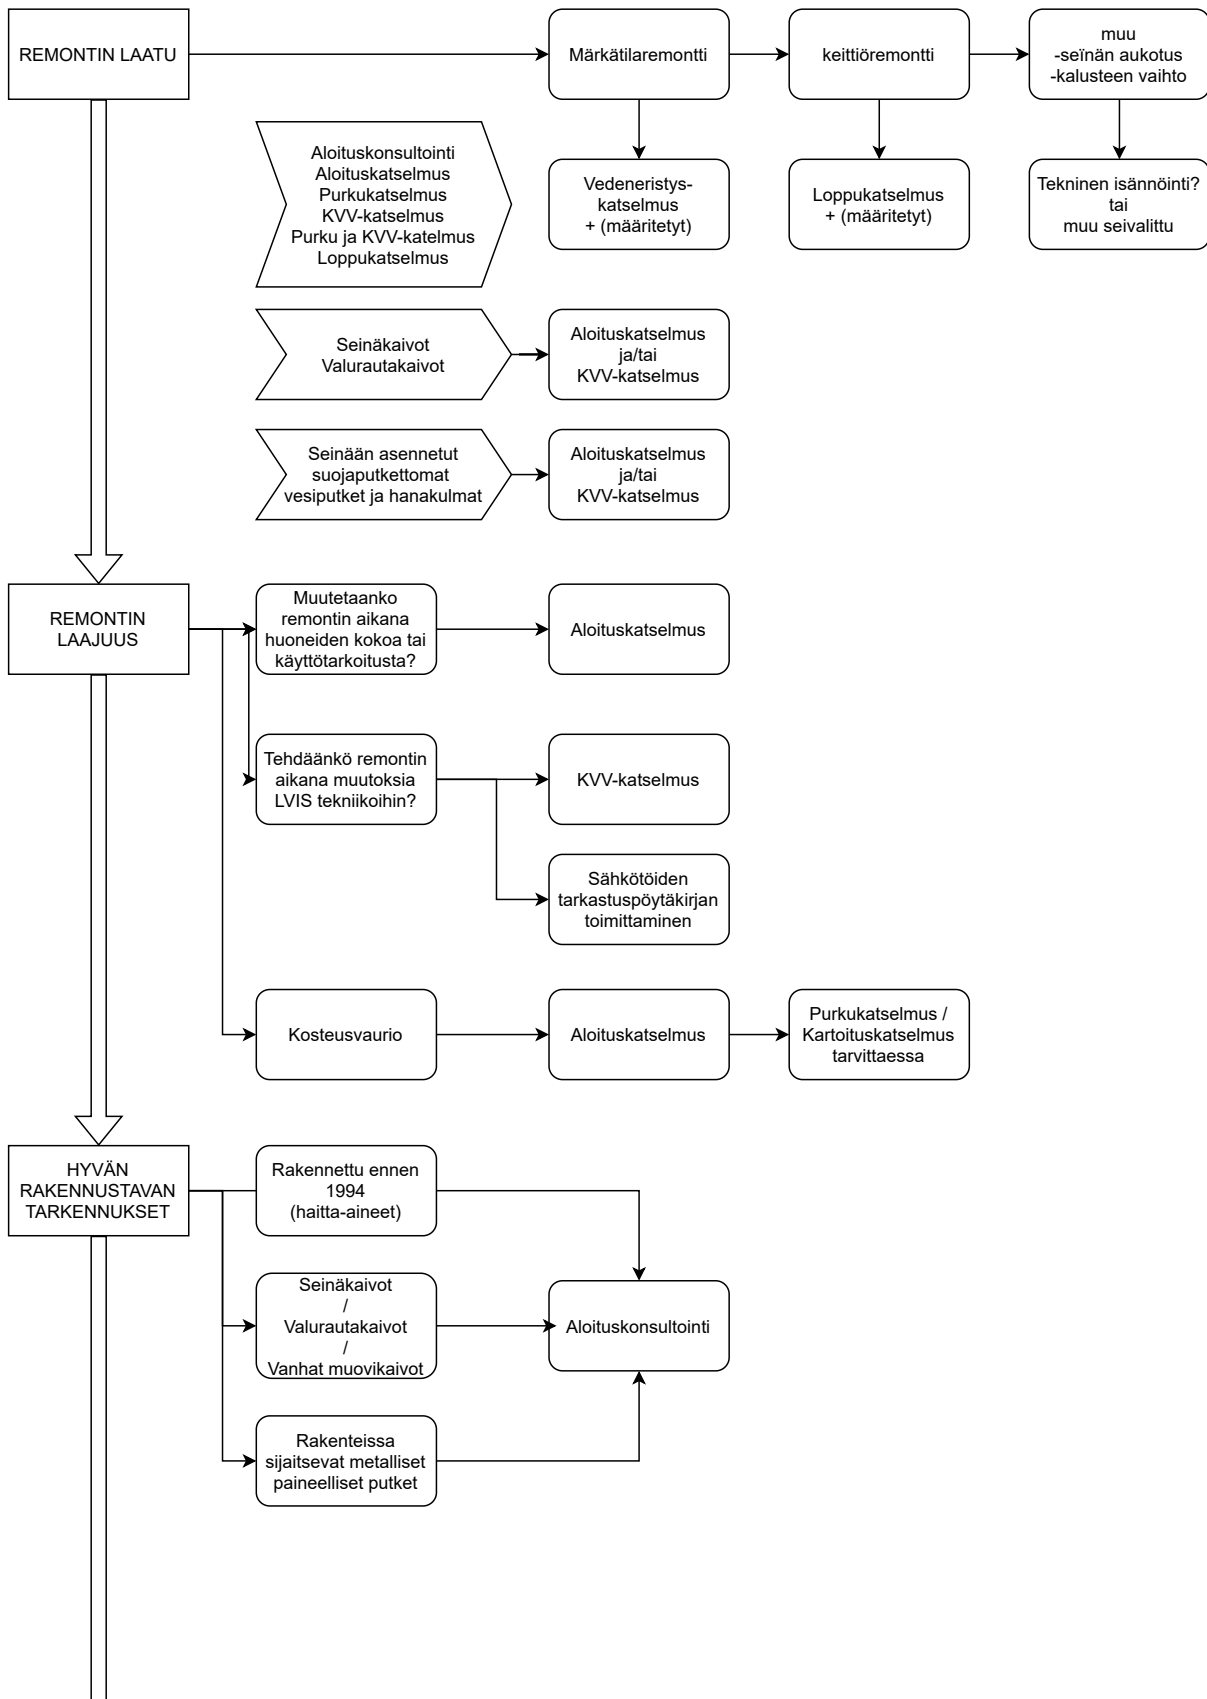 REMONTIN LAATU
Märkätilaremontti
keittiöremontti
muu
-seïnän aukotus
-kalusteen vaihto
Aloituskonsultointi
Aloituskatselmus
Purkukatselmus
KVV-katselmus
Purku ja KVV-katelmus
Loppukatselmus
Vedeneristys-
katselmus
+ (määritetyt)
Loppukatselmus
+ (määritetyt)
Tekninen isännöinti?
tai
muu seivalittu
Seinäkaivot
Valurautakaivot
Aloituskatselmus
ja/tai
KVV-katselmus
Seinään asennetut
suojaputkettomat
vesiputket ja hanakulmat
Aloituskatselmus
ja/tai
KVV-katselmus
REMONTIN
LAAJUUS
Muutetaanko
remontin aikana
huoneiden kokoa tai
käyttötarkoitusta?
Aloituskatselmus
Tehdäänkö remontin
aikana muutoksia
LVIS tekniikoihin?
KVV-katselmus
Sähkötöiden
tarkastuspöytäkirjan
toimittaminen
Kosteusvaurio
Aloituskatselmus
Purkukatselmus /
Kartoituskatselmus
tarvittaessa
HYVÄN
RAKENNUSTAVAN
TARKENNUKSET
Rakennettu ennen
1994
(haitta-aineet)
Seinäkaivot
/
Valurautakaivot
/
Vanhat muovikaivot
Aloituskonsultointi
Rakenteissa
sijaitsevat metalliset
paineelliset putket